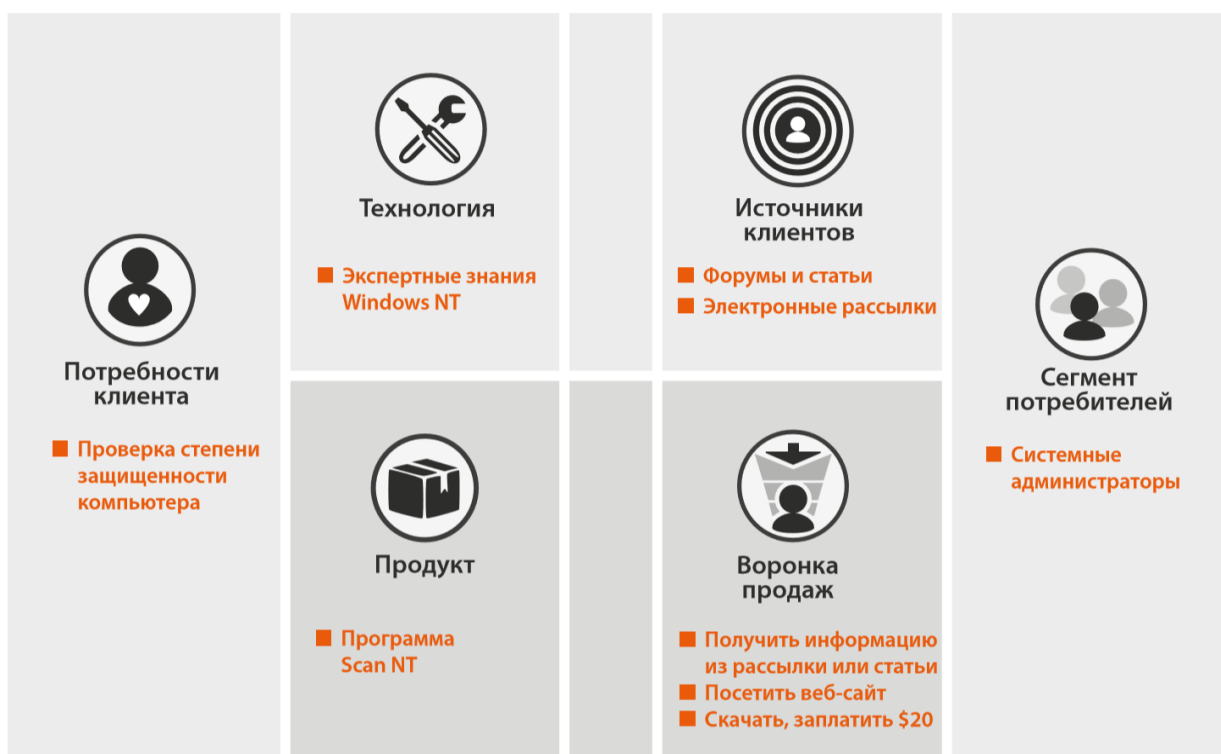 Потребности
клиента
Проверка степени
защищенности
компьютера
Технология
Экспертные знания
Windows NT
Продукт
Программа
Scan NT
Источники
клиентов
Форумы и статьи
Электронные рассылки
Воронка
продаж
Получить информацию
из рассылки или статьи
Посетить веб-сайт
Скачать, заплатить $20
Сегмент
потребителей
Системные
администраторы